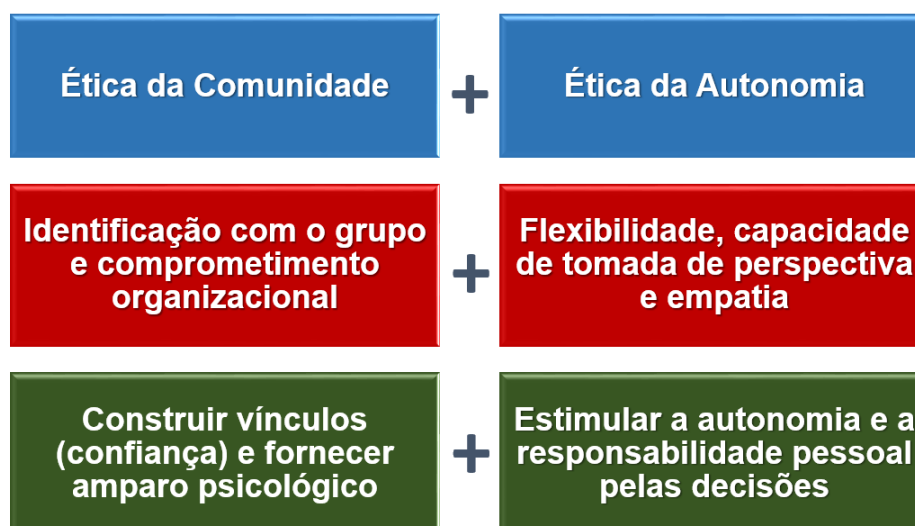 Ética da Comunidade
+
Ética da Autonomia
Identificação com o grupo
e comprometimento
organizacional
+
Flexibilidade, capacidade
de tomada de perspectiva
e empatia
Construir vínculos
(confiança) e fornecer
amparo psicológico
+
Estimular a autonomia e a
responsabilidade pessoal
pelas decisões